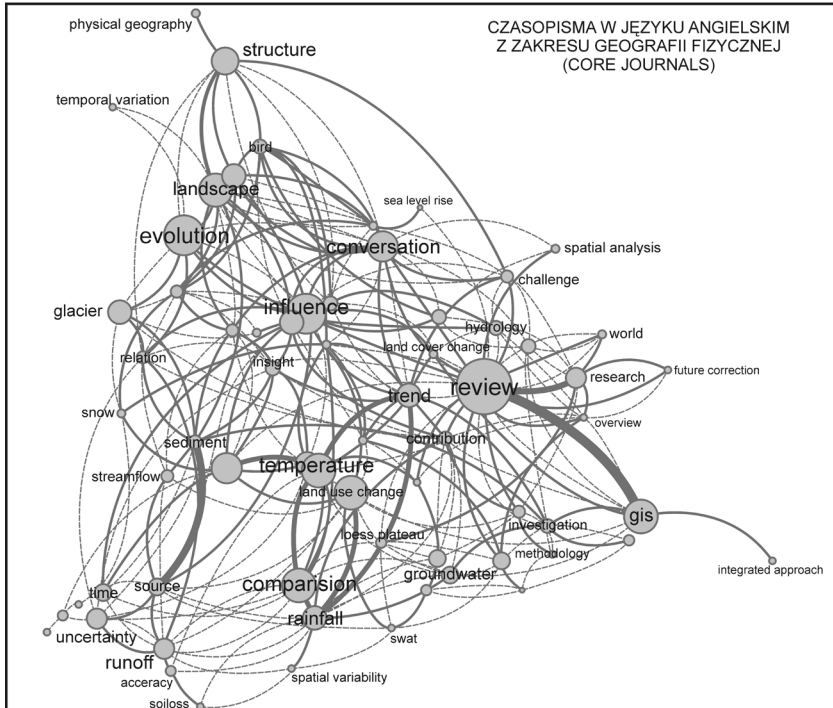 CZASOPISMA W JĘZYKU ANGIELSKIM
Z ZAKRESU GEOGRAFII FIZYCZNEJ
(CORE JOURNALS)
physical geography
structure
temporal variation
bird
landscape
sea level rise
evolution
conversation
spatial analysis
challenge
glacier
influence
hydrology
world
land cover change
relation
insight
review
research
future correction
trend
snow
overview
sediment
contribution
streamflow
temperature
land use change
gis
investigation
loess plateau
methodology
integrated approach
groundwater
time
source
comparision
rainfall
uncertainty
swat
runoff
acceracy
spatial variability
soiloss